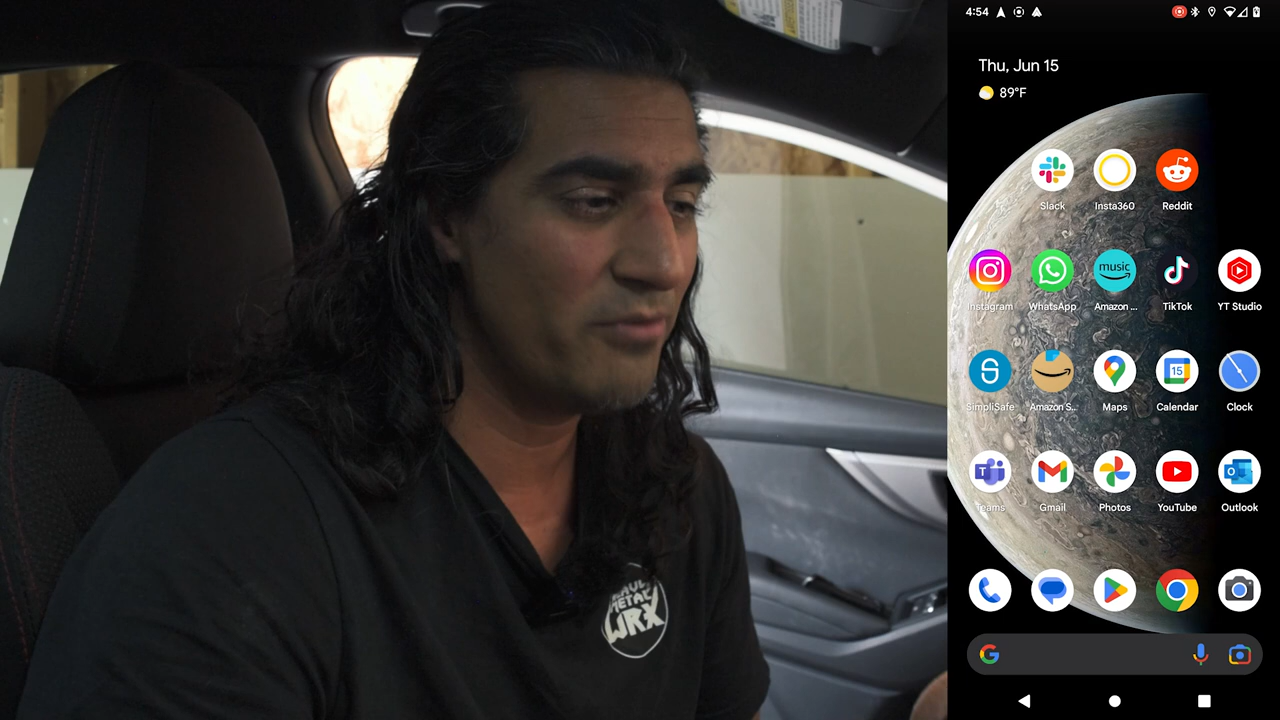 4:54
Thu, Jun 15
89°F
Slack
Insta360
Reddit
music
Instagram
WhatsApp
Amazon ...
TikTok
YT Studio
15
SimpliSafe
Amazon S..
Maps
Calendar
Clock
Teams
Gmail
Photos
YouTube
Outlook
METAL
WRX